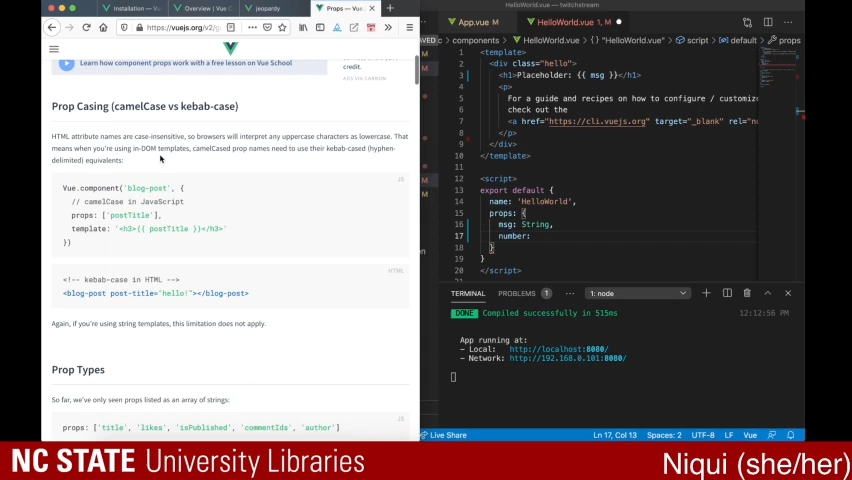 Installation —
Overview | Vue C
jeopardy
Props — Vue.js
https://vuejs.org/v2/g
Learn how component props work with a free lesson on Vue School
credit.
ADS VIA CARBON
Prop Casing (camelCase vs kebab-case)
HTML attribute names are case-insensitive, so browsers will interpret any uppercase characters as lowercase. That
means when you're using in-DOM templates, camelCased prop names need to use their kebab-cased (hyphen-
delimited) equivalents:
JS
Vue.component('blog-post', {
// camelCase in JavaScript
props: ['postTitle'],
template: '<h3>{{ postTitle }}</h3>'
})
HTML
<!-- kebab-case in HTML -->
<blog-post post-title="hello!"></blog-post>
Again, if you're using string templates, this limitation does not apply.
Prop Types
So far, we've only seen props listed as an array of strings:
JS
props: ['title', 'likes', 'isPublished', 'commentIds', 'author']
HelloWorld.vue — twitchstream
App.vue M
HelloWorld.vue 1, M
AVED
c > components > HelloWorld.vue > {} "HelloWorld.vue" > script > default > props
1 <template>
2 <div class="hello">
3 <h1>Placeholder: {{ msg }}</h1>
4 <p>
5 For a guide and recipes on how to configure / customize
6 check out the
7 <a href="https://cli.vuejs.org" target="_blank" rel="no
8 </p>
9 </div>
10 </template>
11
12 <script>
13 export default {
14 name: 'HelloWorld',
15 props: {
16 msg: String,
17 number:
18 }
19 }
20 </script>
M
M
M
on
TERMINAL PROBLEMS 1 ··· 1: node
DONE Compiled successfully in 515ms 12:12:56 PM
App running at:
- Local: http://localhost:8080/
- Network: http://192.168.0.101:8080/
Live Share Ln 17, Col 13 Spaces: 2 UTF-8 LF Vue
NC STATE University Libraries
Niqui (she/her)